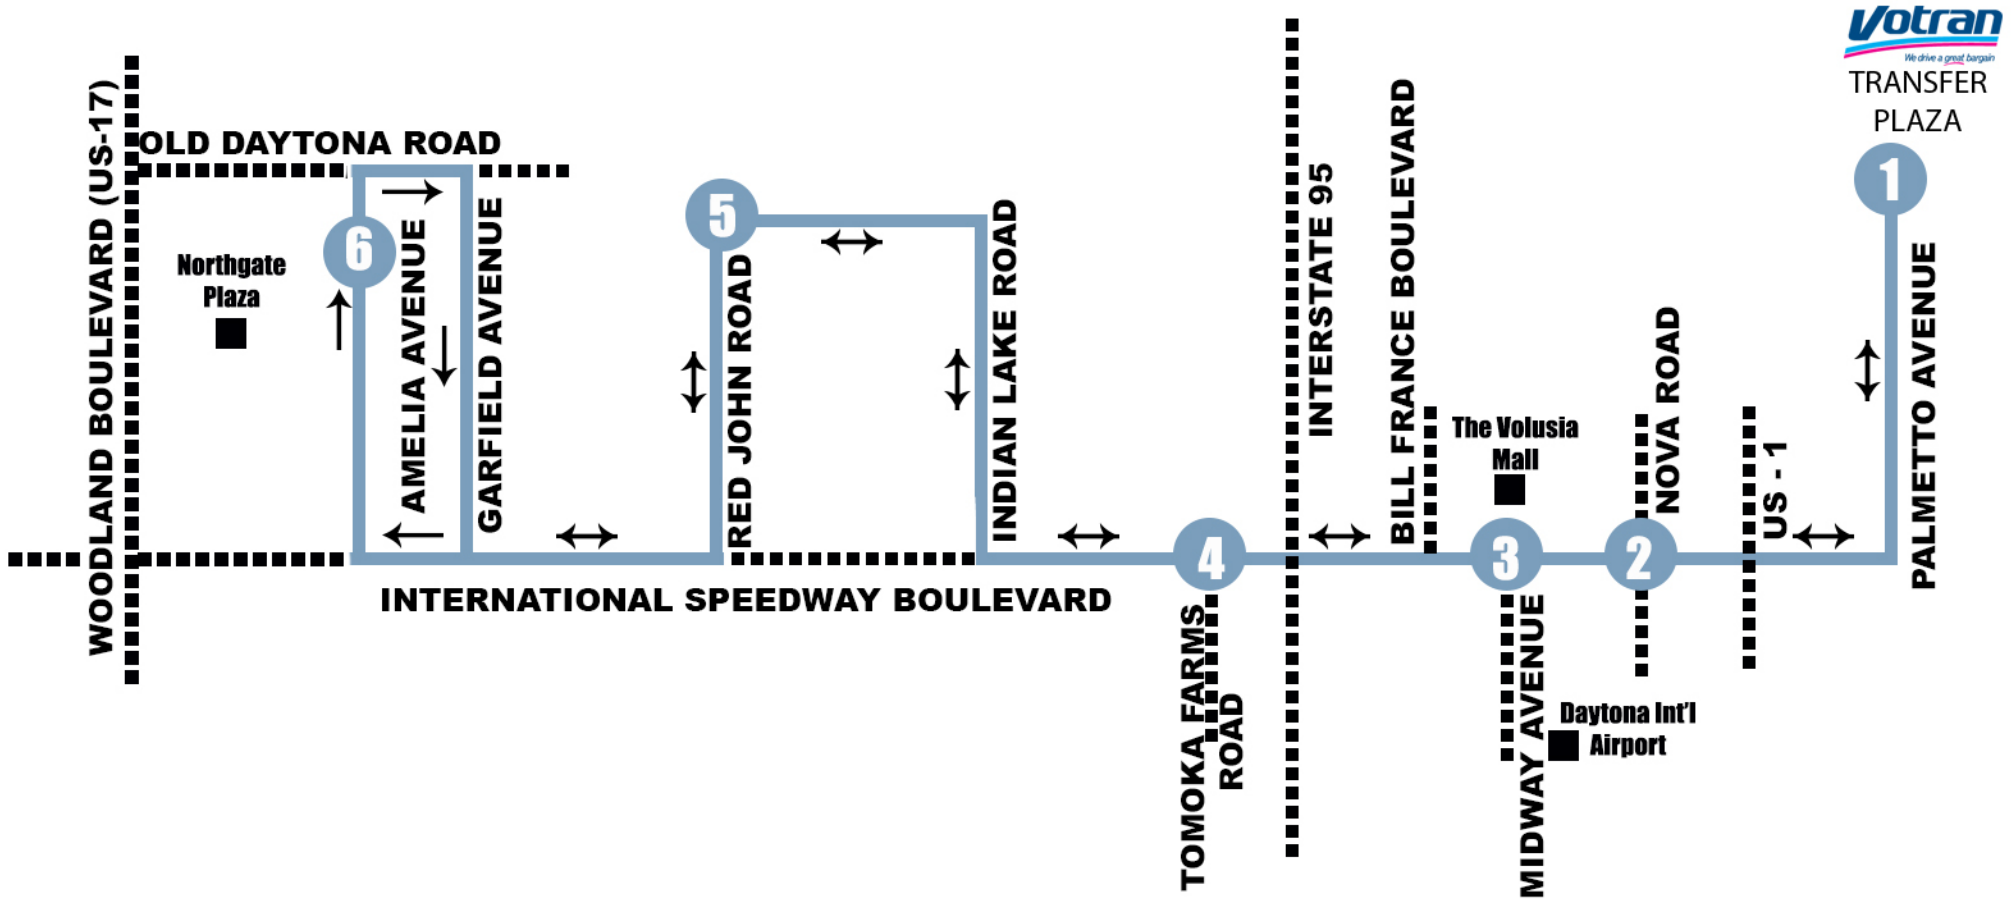 Votran
We drive a great bargain
TRANSFER
PLAZA
1
WOODLAND BOULEVARD (US-17)
OLD DAYTONA ROAD
Northgate
Plaza
6
AMELIA AVENUE
GARFIELD AVENUE
5
RED JOHN ROAD
INDIAN LAKE ROAD
INTERSTATE 95
BILL FRANCE BOULEVARD
The Volusia
Mall
NOVA ROAD
US - 1
PALMETTO AVENUE
4
3
2
INTERNATIONAL SPEEDWAY BOULEVARD
TOMOKA FARMS
ROAD
MIDWAY AVENUE
Daytona Int'l
Airport